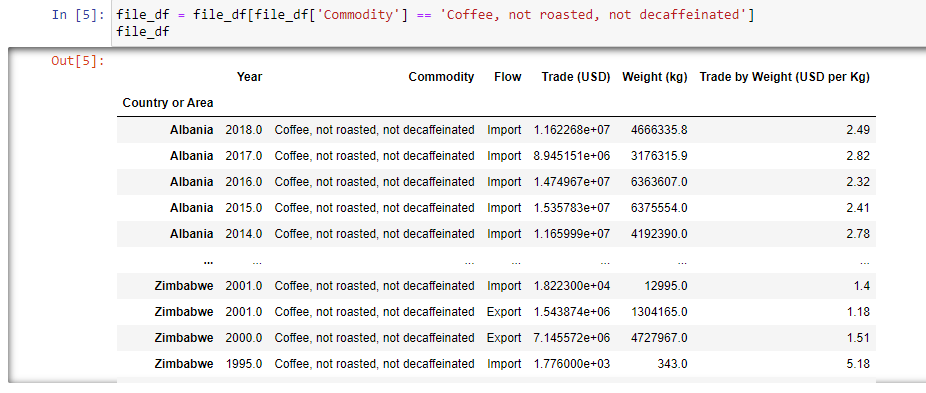 In [5]: file_df = file_df[file_df['Commodity'] == 'Coffee, not roasted, not decaffeinated']
file_df
Out[5]:
Year Commodity Flow Trade (USD) Weight (kg) Trade by Weight (USD per Kg)
Country or Area
Albania 2018.0 Coffee, not roasted, not decaffeinated Import 1.162268e+07 4666335.8 2.49
Albania 2017.0 Coffee, not roasted, not decaffeinated Import 8.945151e+06 3176315.9 2.82
Albania 2016.0 Coffee, not roasted, not decaffeinated Import 1.474967e+07 6363607.0 2.32
Albania 2015.0 Coffee, not roasted, not decaffeinated Import 1.535783e+07 6375554.0 2.41
Albania 2014.0 Coffee, not roasted, not decaffeinated Import 1.165999e+07 4192390.0 2.78
... ... ... ... ... ... ...
Zimbabwe 2001.0 Coffee, not roasted, not decaffeinated Import 1.822300e+04 12995.0 1.4
Zimbabwe 2001.0 Coffee, not roasted, not decaffeinated Export 1.543874e+06 1304165.0 1.18
Zimbabwe 2000.0 Coffee, not roasted, not decaffeinated Export 7.145572e+06 4727967.0 1.51
Zimbabwe 1995.0 Coffee, not roasted, not decaffeinated Import 1.776000e+03 343.0 5.18